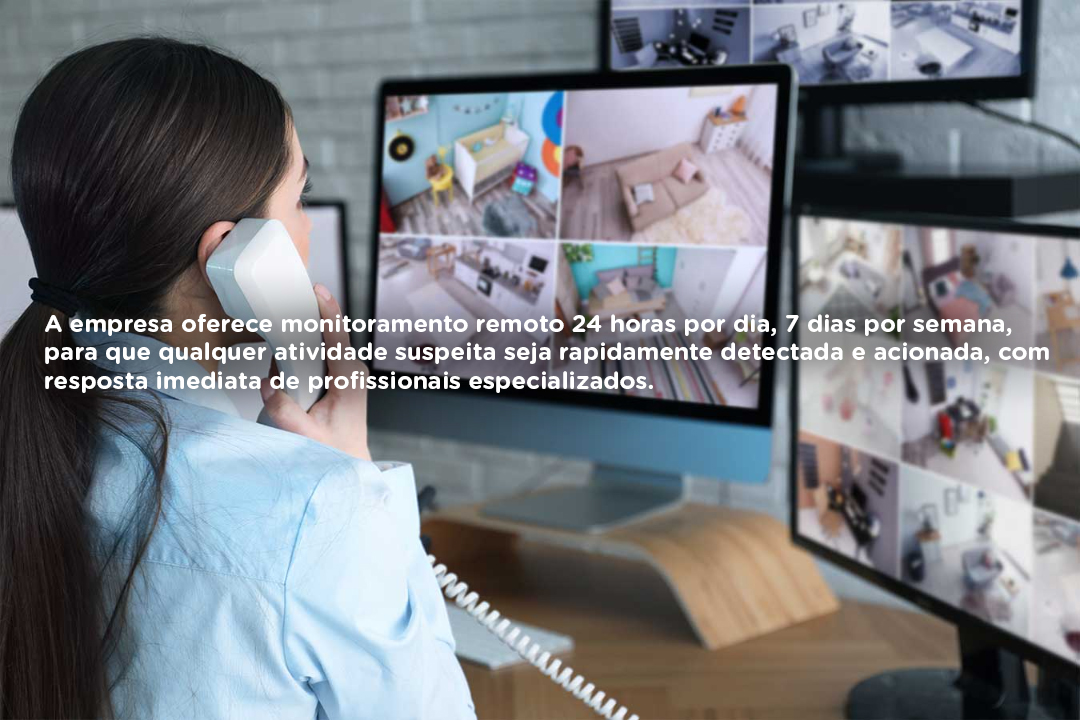 A empresa oferece monitoramento remoto 24 horas por dia, 7 dias por semana,
para que qualquer atividade suspeita seja rapidamente detectada e acionada, com
resposta imediata de profissionais especializados.